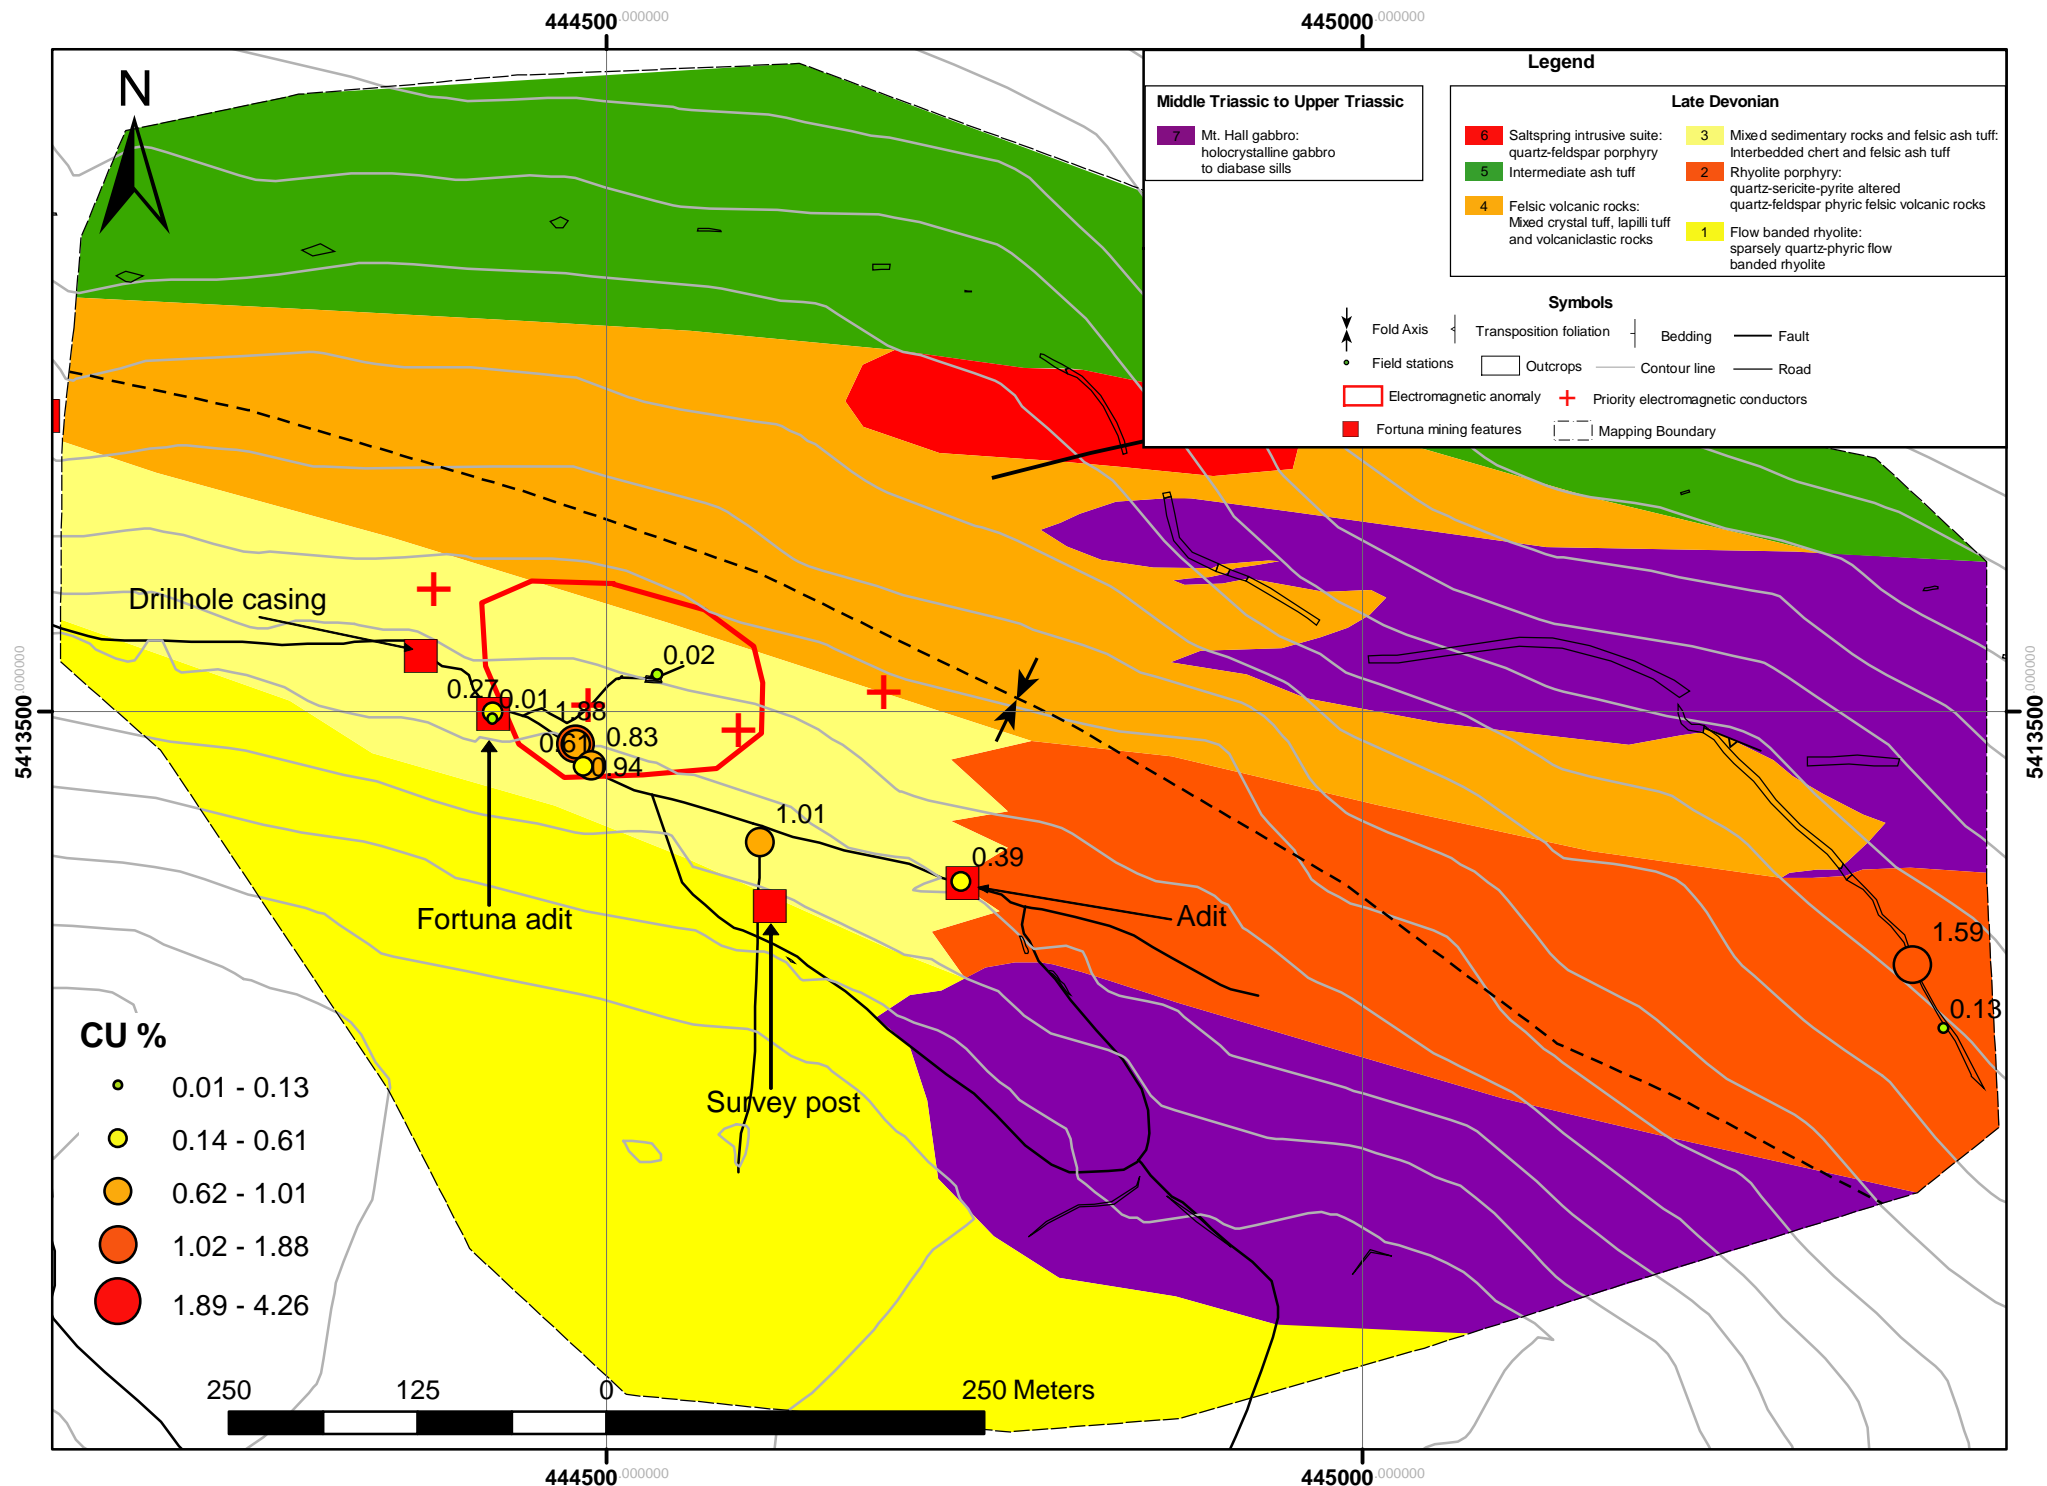 444500.000000
445000.000000
N
Legend
Middle Triassic to Upper Triassic
7 Mt. Hall gabbro:
holocrystalline gabbro
to diabase sills
Late Devonian
6 Saltspring intrusive suite:
quartz-feldspar porphyry
5 Intermediate ash tuff
4 Felsic volcanic rocks:
Mixed crystal tuff, lapilli tuff
and volcaniclastic rocks
3 Mixed sedimentary rocks and felsic ash tuff:
Interbedded chert and felsic ash tuff
2 Rhyolite porphyry:
quartz-sericite-pyrite altered
quartz-feldspar phyric felsic volcanic rocks
1 Flow banded rhyolite:
sparsely quartz-phyric flow
banded rhyolite
Symbols
Fold Axis
Transposition foliation
Bedding
Fault
Field stations
Outcrops
Contour line
Road
Electromagnetic anomaly
Priority electromagnetic conductors
Fortuna mining features
Mapping Boundary
Drillhole casing
0.02
0.27
0.01
1.88
0.61
0.83
0.94
5413500.000000
5413500.000000
1.01
0.39
Fortuna adit
Adit
1.59
0.13
Survey post
CU %
0.01 - 0.13
0.14 - 0.61
0.62 - 1.01
1.02 - 1.88
1.89 - 4.26
250
125
0
250 Meters
444500.000000
445000.000000